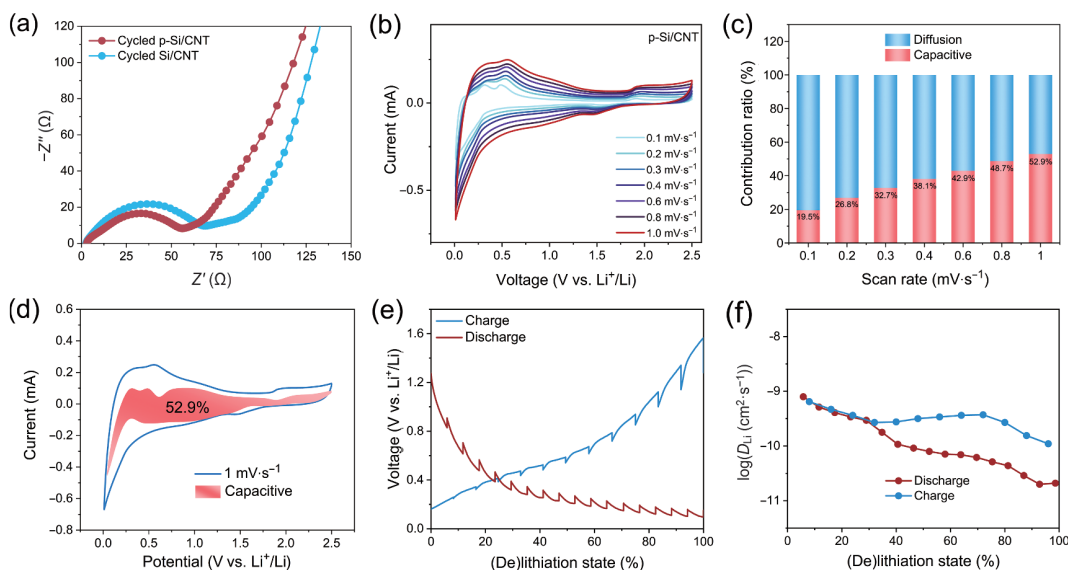 (a)
120
100
80
60
40
20
0
−Z″ (Ω)
Cycled p-Si/CNT
Cycled Si/CNT
0 25 50 75 100 125 150
Z′ (Ω)
(b)
p-Si/CNT
0.5
0.0
−0.5
Current (mA)
0.1 mV·s⁻¹
0.2 mV·s⁻¹
0.3 mV·s⁻¹
0.4 mV·s⁻¹
0.6 mV·s⁻¹
0.8 mV·s⁻¹
1.0 mV·s⁻¹
0.0 0.5 1.0 1.5 2.0 2.5
Voltage (V vs. Li⁺/Li)
(c)
Diffusion
Capacitive
120
100
80
60
40
20
0
Contribution ratio (%)
19.5%
26.8%
32.7%
38.1%
42.9%
48.7%
52.9%
0.1 0.2 0.3 0.4 0.6 0.8 1
Scan rate (mV·s⁻¹)
(d)
0.6
0.4
0.2
0.0
−0.2
−0.4
−0.6
−0.8
Current (mA)
52.9%
1 mV·s⁻¹
Capacitive
0.0 0.5 1.0 1.5 2.0 2.5
Potential (V vs. Li⁺/Li)
(e)
Charge
Discharge
1.6
1.2
0.8
0.4
0.0
Voltage (V vs. Li⁺/Li)
0 20 40 60 80 100
(De)lithiation state (%)
(f)
-8
-9
-10
-11
log(D_Li (cm²·s⁻¹))
Discharge
Charge
0 20 40 60 80 100
(De)lithiation state (%)